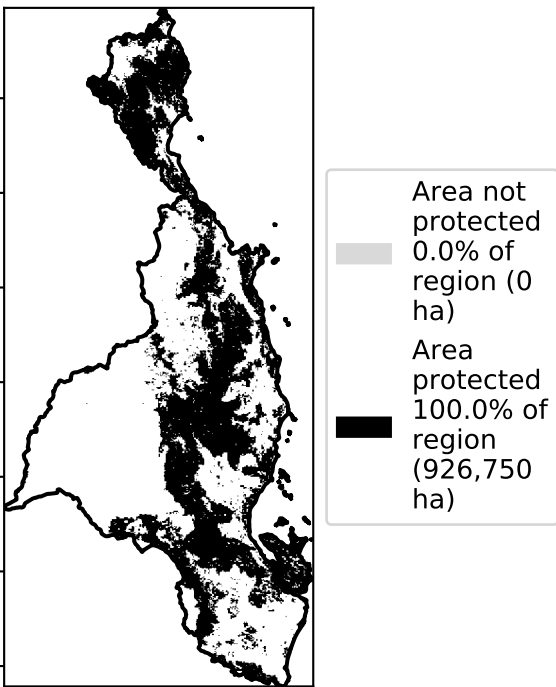 Area not
protected
0.0% of
region (0
ha)
Area
protected
100.0% of
region
(926,750
ha)